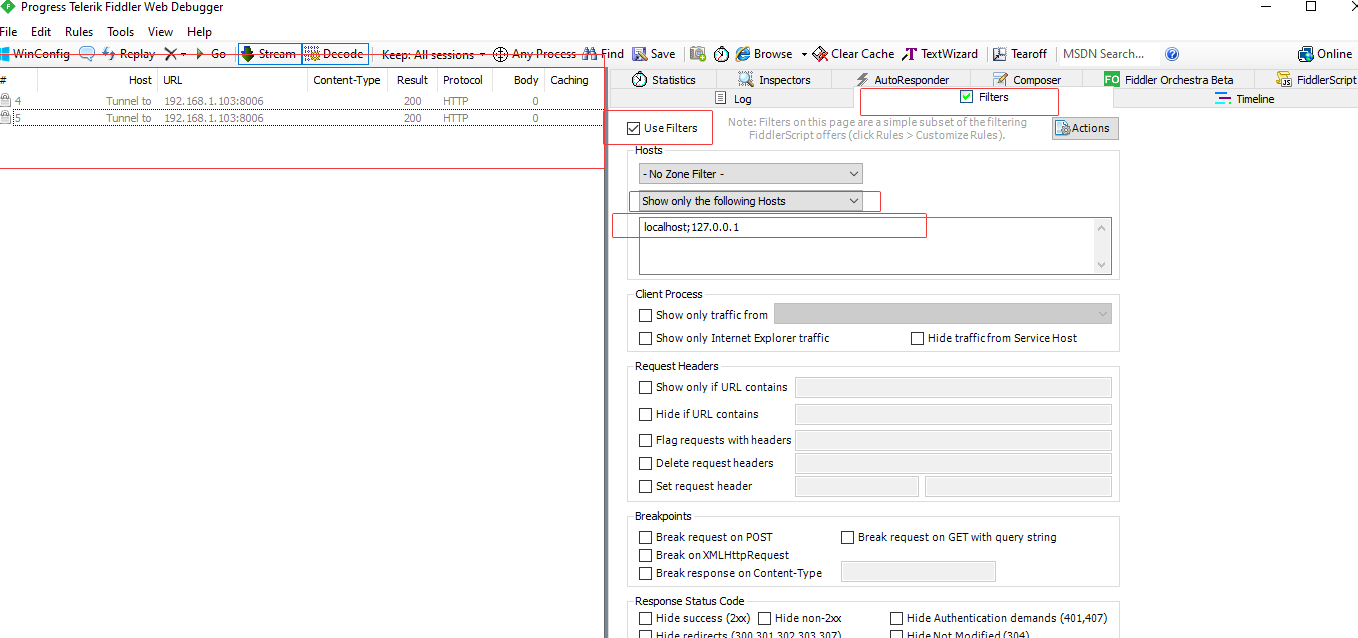 Progress Telerik Fiddler Web Debugger
File Edit Rules Tools View Help
WinConfig Replay Go Stream Decode Keep: All sessions Any Process Find Save Browse Clear Cache TextWizard Tearoff MSDN Search... Online
# Host URL Content-Type Result Protocol Body Caching
4 Tunnel to 192.168.1.103:8006 200 HTTP 0
5 Tunnel to 192.168.1.103:8006 200 HTTP 0
Statistics Inspectors AutoResponder Composer FO Fiddler Orchestra Beta FiddlerScript
Log Filters Timeline
Use Filters
Note: Filters on this page are a simple subset of the filtering
FiddlerScript offers (click Rules > Customize Rules).
Actions
Hosts
- No Zone Filter -
Show only the following Hosts
localhost;127.0.0.1
Client Process
Show only traffic from
Show only Internet Explorer traffic Hide traffic from Service Host
Request Headers
Show only if URL contains
Hide if URL contains
Flag requests with headers
Delete request headers
Set request header
Breakpoints
Break request on POST Break request on GET with query string
Break on XMLHttpRequest
Break response on Content-Type
Response Status Code
Hide success (2xx) Hide non-2xx Hide Authentication demands (401,407)
Hide redirects (300,301,302,303,307) Hide Not Modified (304)